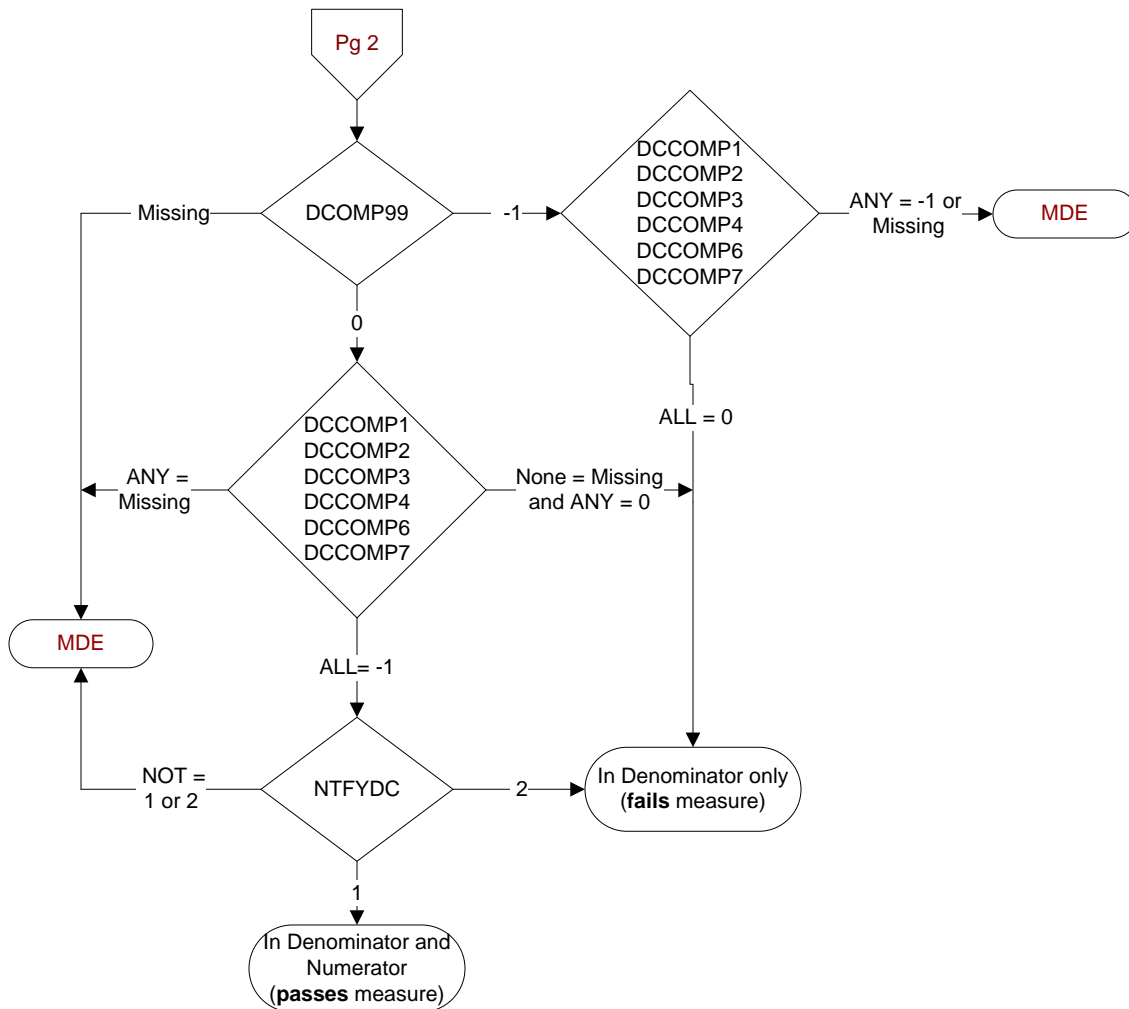 Pg 2
DCOMP99
Missing
-1
DCCOMP1
DCCOMP2
DCCOMP3
DCCOMP4
DCCOMP6
DCCOMP7
ANY = -1 or
Missing
MDE
0
ALL = 0
DCCOMP1
DCCOMP2
DCCOMP3
DCCOMP4
DCCOMP6
DCCOMP7
ANY =
Missing
None = Missing
and ANY = 0
MDE
ALL= -1
NTFYDC
NOT =
1 or 2
2
In Denominator only
(fails measure)
1
In Denominator and
Numerator
(passes measure)